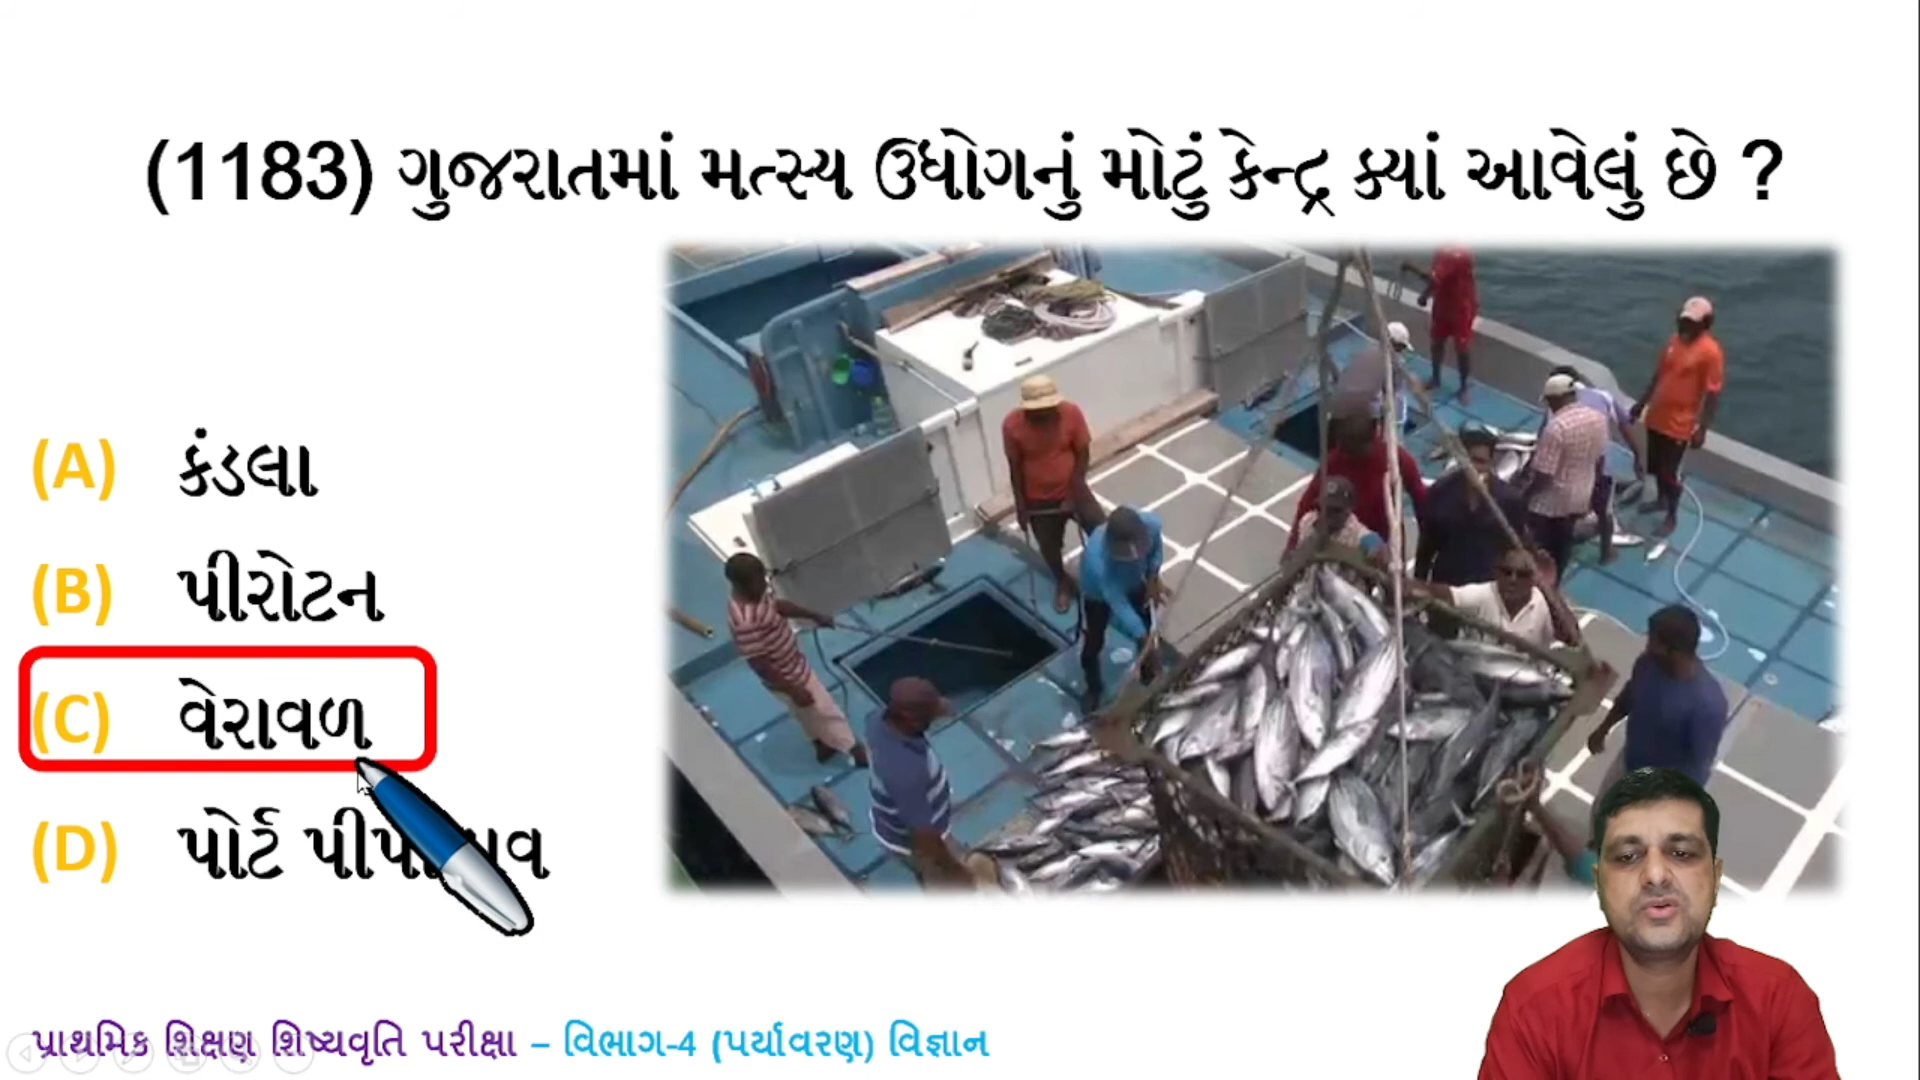 (1183) ગુજરાતમાં મત્સ્ય ઉધોગનું મોટું કેન્દ્ર ક્યાં આવેલું છે ?
(A) કંડલા
(B) પીરોટન
(C) વેરાવળ
(D) પોર્ટ
પ્રાથમિક શિક્ષણ શિષ્યવૃતિ પરીક્ષા – વિભાગ-4 (પર્યાવરણ) વિજ્ઞાન